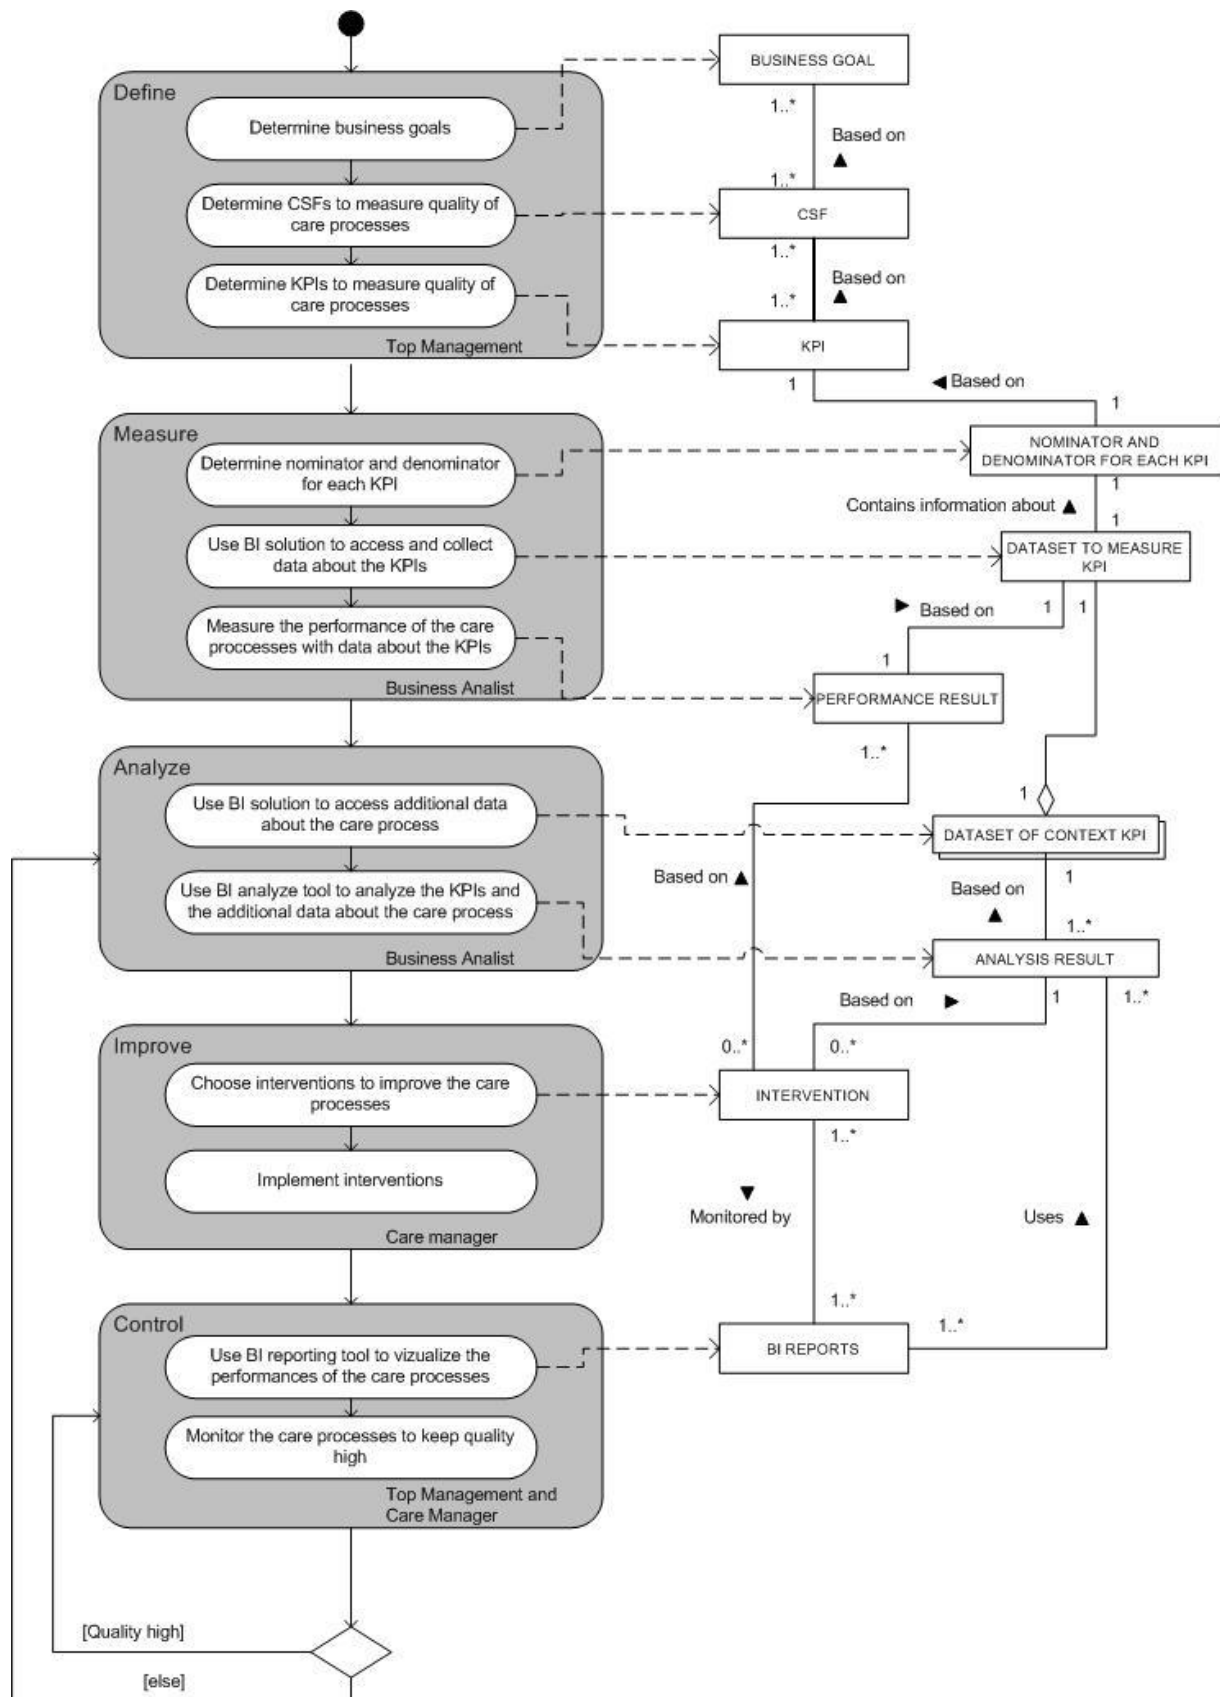 Define
Determine business goals
Determine CSFs to measure quality of
care processes
Determine KPIs to measure quality of
care processes
Top Management
BUSINESS GOAL
1..*
Based on
1..*
CSF
1..*
Based on
1..*
KPI
1
Based on
1
Measure
Determine nominator and denominator
for each KPI
Use BI solution to access and collect
data about the KPIs
Measure the performance of the care
proccesses with data about the KPIs
Business Analist
NOMINATOR AND
DENOMINATOR FOR EACH KPI
1
Contains information about
1
DATASET TO MEASURE
KPI
Based on
1
1
1
PERFORMANCE RESULT
1..*
Analyze
Use BI solution to access additional data
about the care process
Use BI analyze tool to analyze the KPIs and
the additional data about the care process
Business Analist
1
DATASET OF CONTEXT KPI
Based on
1
Based on
1..*
ANALYSIS RESULT
Based on
1
1..*
0..*
0..*
Improve
Choose interventions to improve the care
processes
Implement interventions
Care manager
INTERVENTION
1..*
Monitored by
Uses
1..*
1..*
Control
Use BI reporting tool to vizualize the
performances of the care processes
Monitor the care processes to keep quality
high
Top Management and
Care Manager
BI REPORTS
[Quality high]
[else]